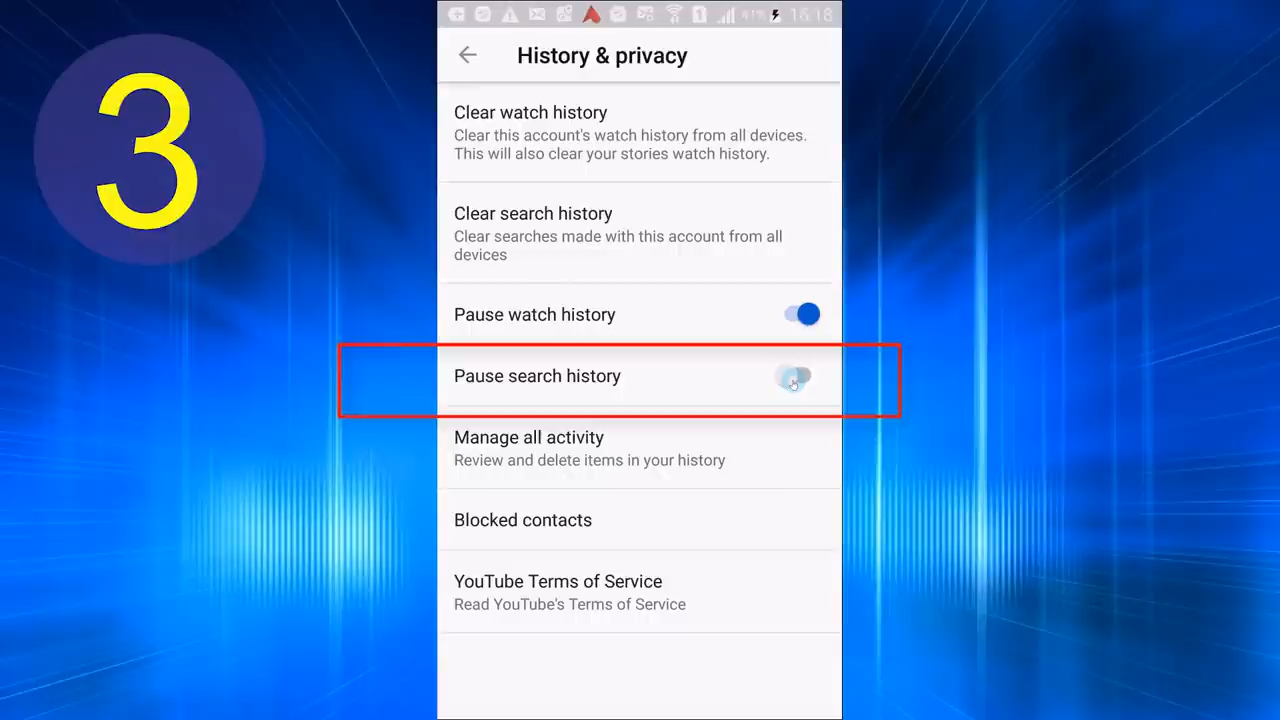 3
16:18
History & privacy
Clear watch history
Clear this account's watch history from all devices.
This will also clear your stories watch history.
Clear search history
Clear searches made with this account from all
devices
Pause watch history
Pause search history
Manage all activity
Review and delete items in your history
Blocked contacts
YouTube Terms of Service
Read YouTube's Terms of Service